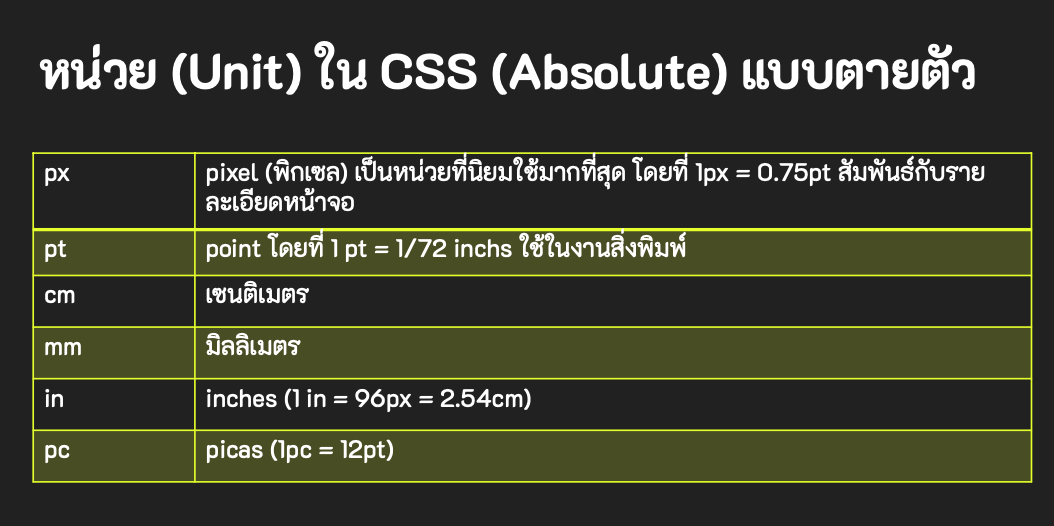 หน่วย (Unit) ใน CSS (Absolute) แบบตายตัว
px
pixel (พิกเซล) เป็นหน่วยที่นิยมใช้มากที่สุด โดยที่ 1px = 0.75pt สัมพันธ์กับราย
ละเอียดหน้าจอ
pt
point โดยที่ 1 pt = 1/72 inchs ใช้ในงานสิ่งพิมพ์
cm
เซนติเมตร
mm
มิลลิเมตร
in
inches (1 in = 96px = 2.54cm)
pc
picas (1pc = 12pt)